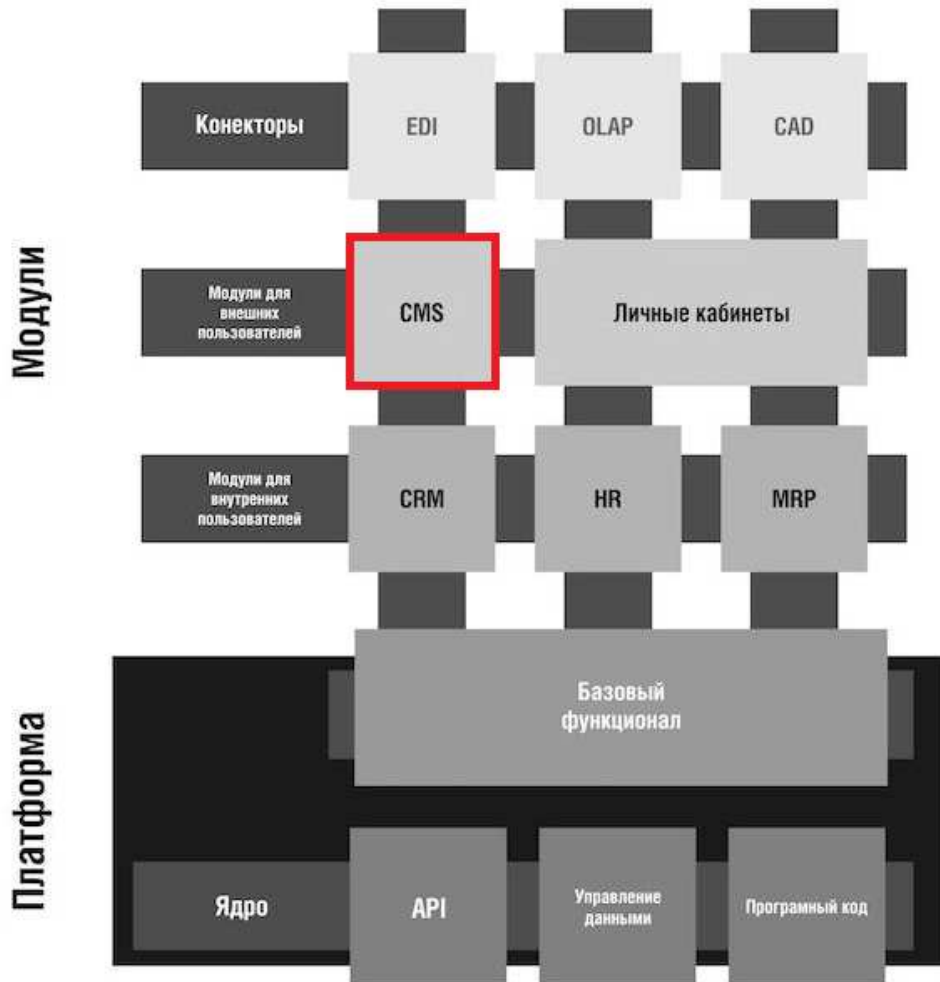 Модули
Конекторы
EDI
OLAP
CAD
Модули для
внешних
пользователей
CMS
Личные кабинеты
Модули для
внутренних
пользователей
CRM
HR
MRP
Платформа
Базовый
функционал
Ядро
API
Управление
данными
Програмный код